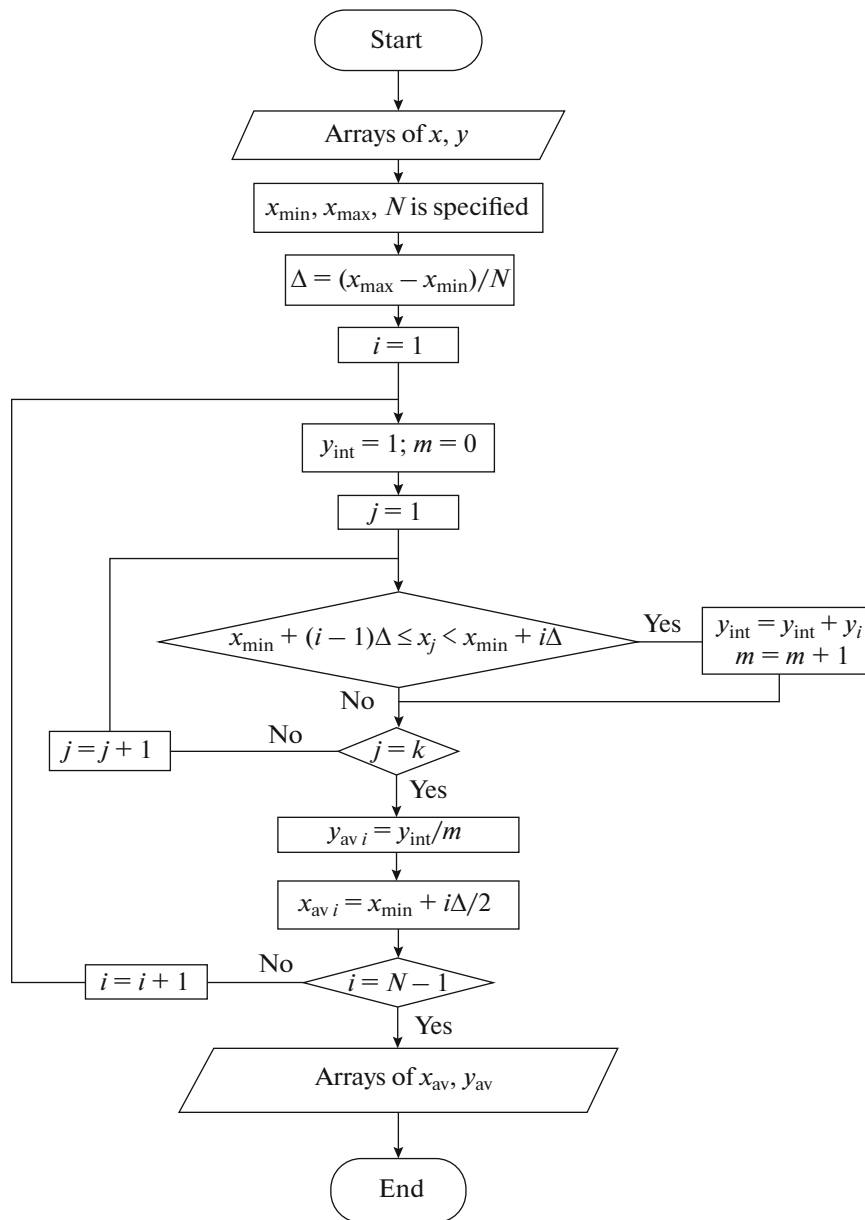 Start
Arrays of x, y
x_min, x_max, N is specified
Δ = (x_max – x_min)/N
i = 1
y_int = 1; m = 0
j = 1
x_min + (i – 1)Δ ≤ x_j < x_min + iΔ
Yes
y_int = y_int + y_i
m = m + 1
No
j = j + 1
No
j = k
Yes
y_av i = y_int/m
x_av i = x_min + iΔ/2
i = i + 1
No
i = N – 1
Yes
Arrays of x_av, y_av
End